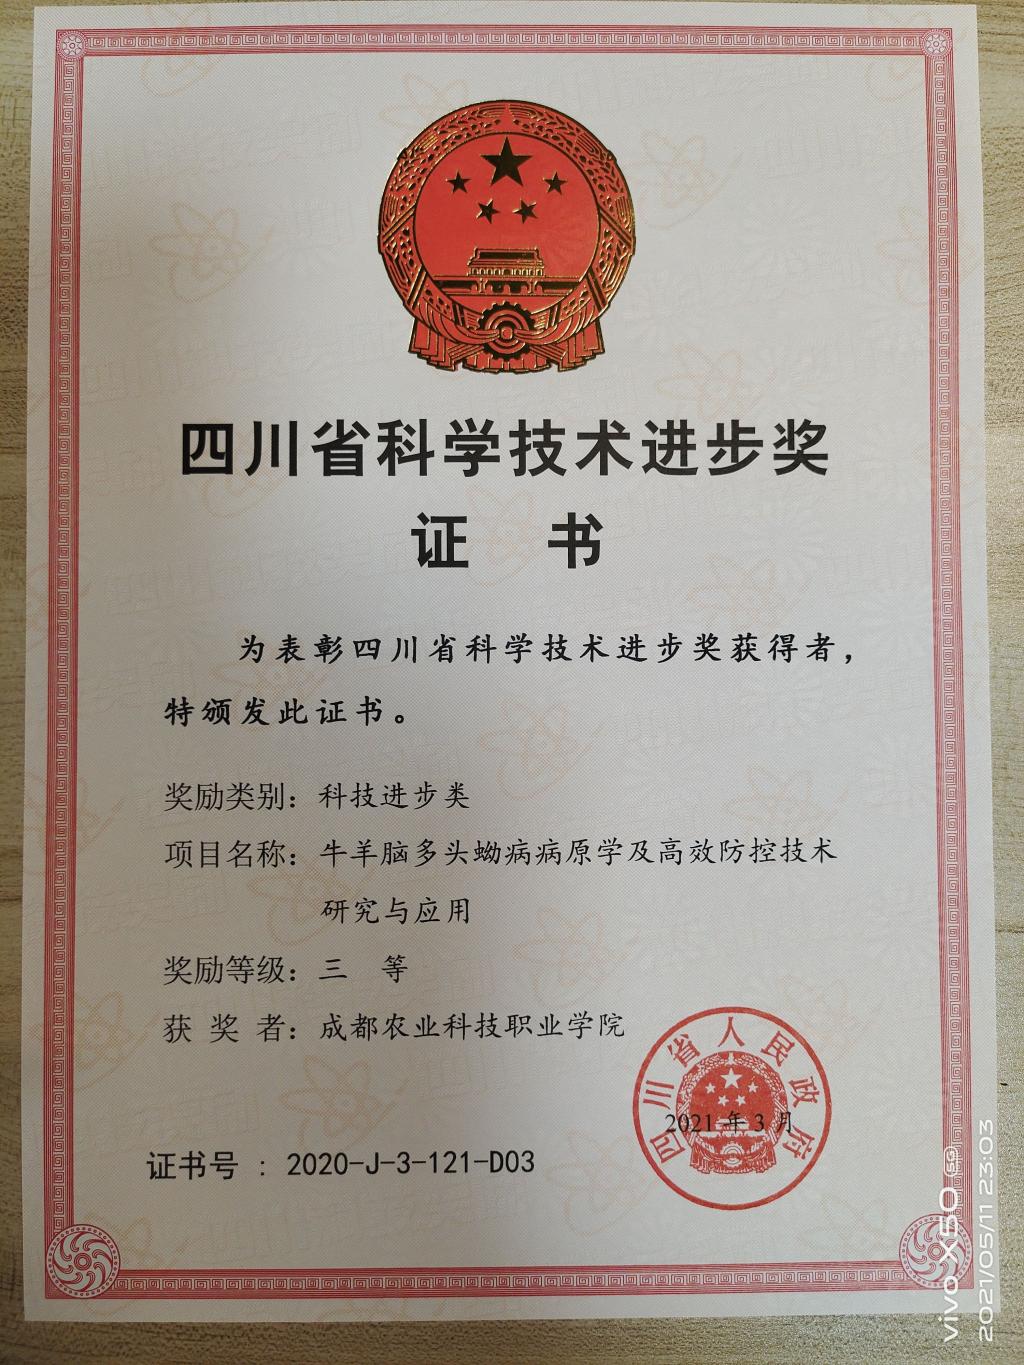 四川省科学技术进步奖
证 书
为表彰四川省科学技术进步奖获得者，
特颁发此证书。
奖励类别：科技进步类
项目名称：牛羊脑多头蚴病病原学及高效防控技术
研究与应用
奖励等级：三 等
获 奖 者：成都农业科技职业学院
四川省人民政府
2021 年 3 月
证书号 ：2020-J-3-121-D03
vivo X50 5G
2021/05/11 23:03